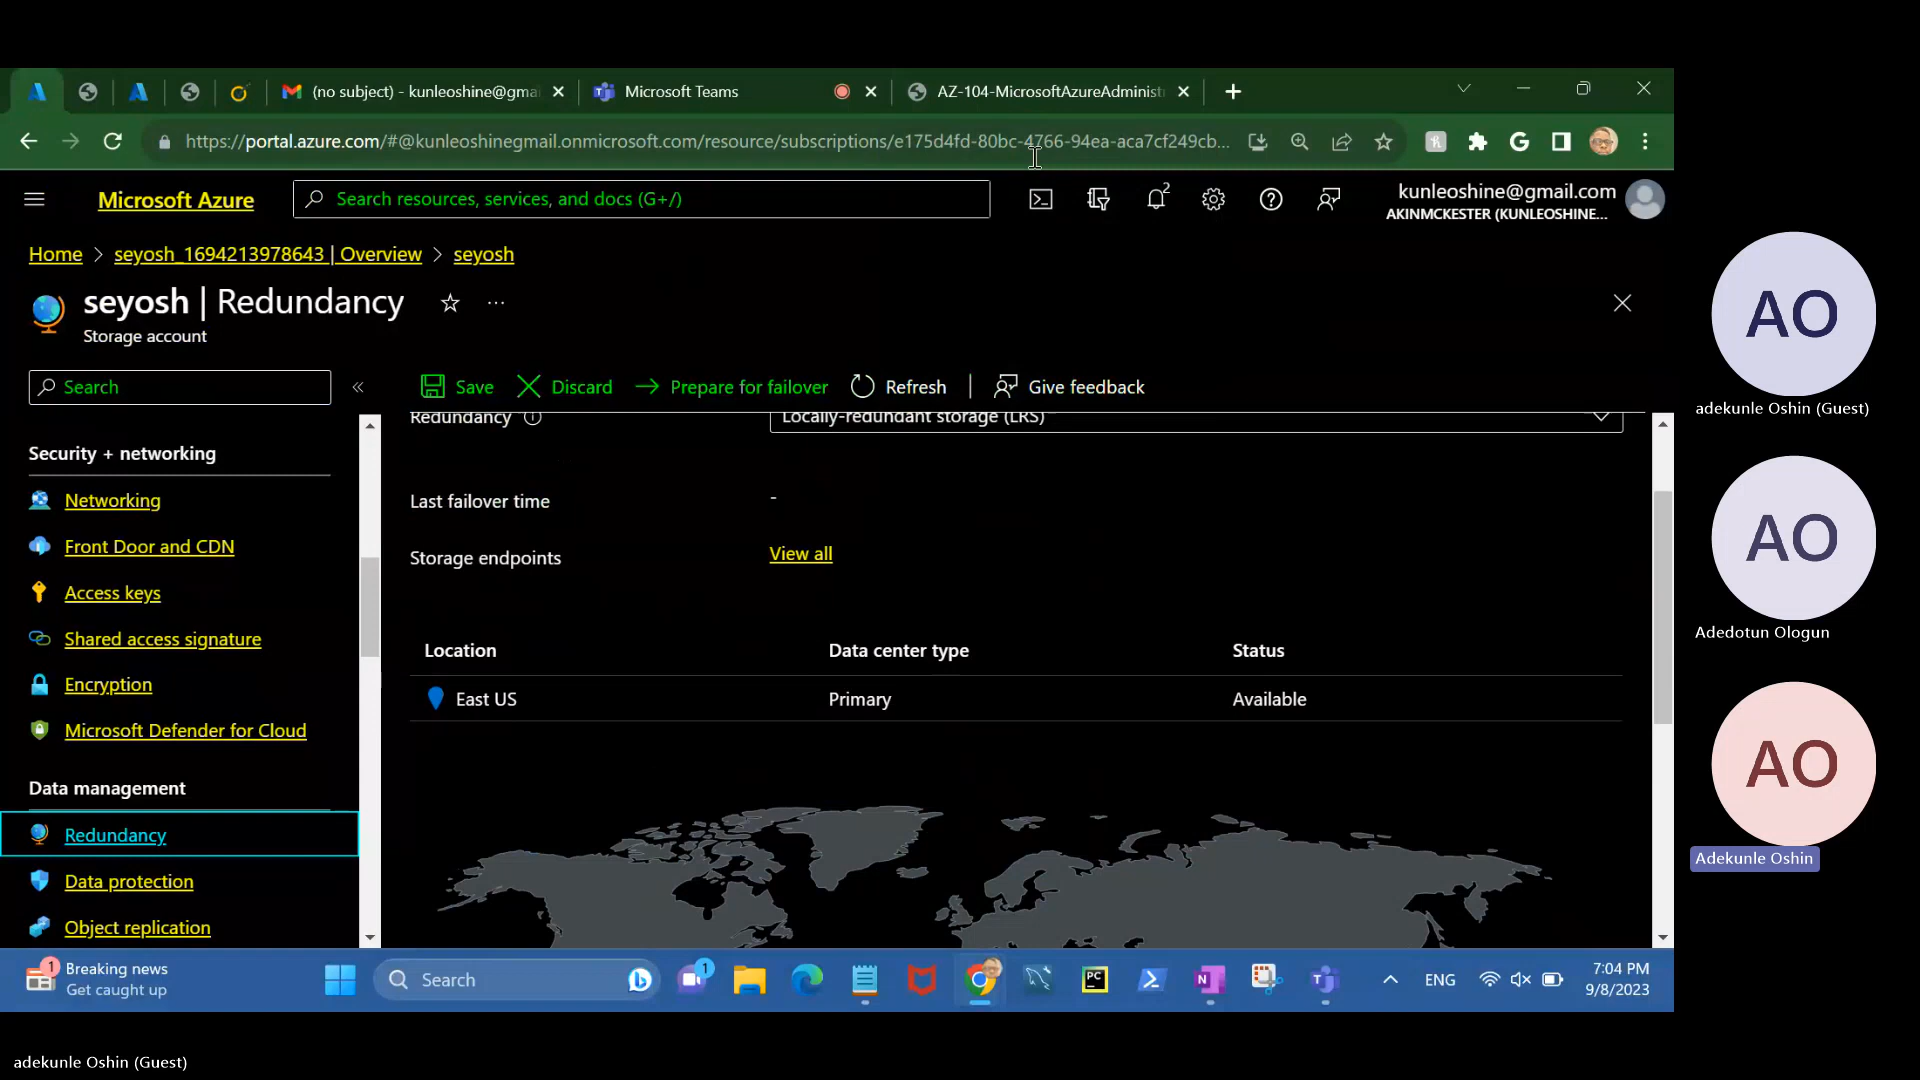 (no subject) - kunleoshine@gma
Microsoft Teams
AZ-104-MicrosoftAzureAdminist
https://portal.azure.com/#@kunleoshinegmail.onmicrosoft.com/resource/subscriptions/e175d4fd-80bc-4766-94ea-aca7cf249cb...
Microsoft Azure
Search resources, services, and docs (G+/)
2
kunleoshine@gmail.com
AKINMCKESTER (KUNLEOSHINE...
Home > seyosh_1694213978643 | Overview > seyosh
seyosh | Redundancy
Storage account
Search
Save
Discard
Prepare for failover
Refresh
Give feedback
Security + networking
Networking
Front Door and CDN
Access keys
Shared access signature
Encryption
Microsoft Defender for Cloud
Data management
Redundancy
Data protection
Object replication
Redundancy
Locally-redundant storage (LRS)
Last failover time
-
Storage endpoints
View all
Location Data center type Status
East US Primary Available
AO
adekunle Oshin (Guest)
AO
Adedotun Ologun
AO
Adekunle Oshin
1
Breaking news
Get caught up
Search
1
PC
N
T
ENG
7:04 PM
9/8/2023
adekunle Oshin (Guest)